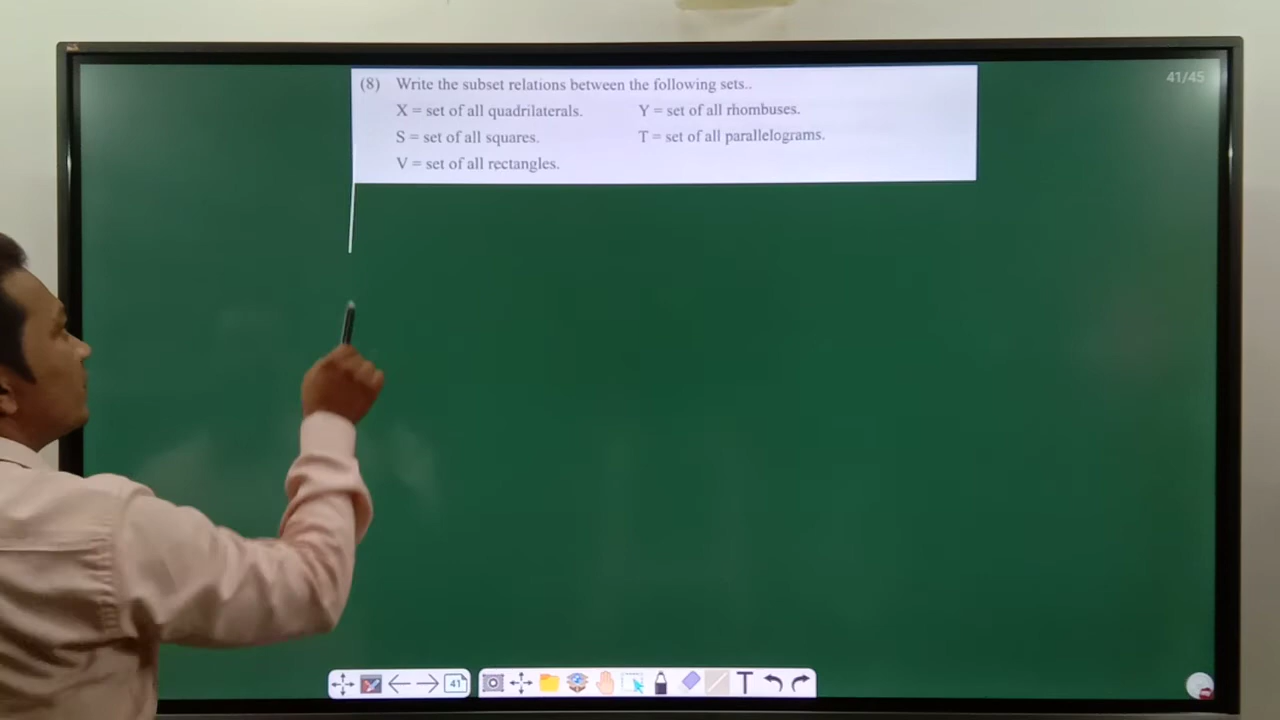 (8) Write the subset relations between the following sets..
X = set of all quadrilaterals. Y = set of all rhombuses.
S = set of all squares. T = set of all parallelograms.
V = set of all rectangles.
41/45
41
T